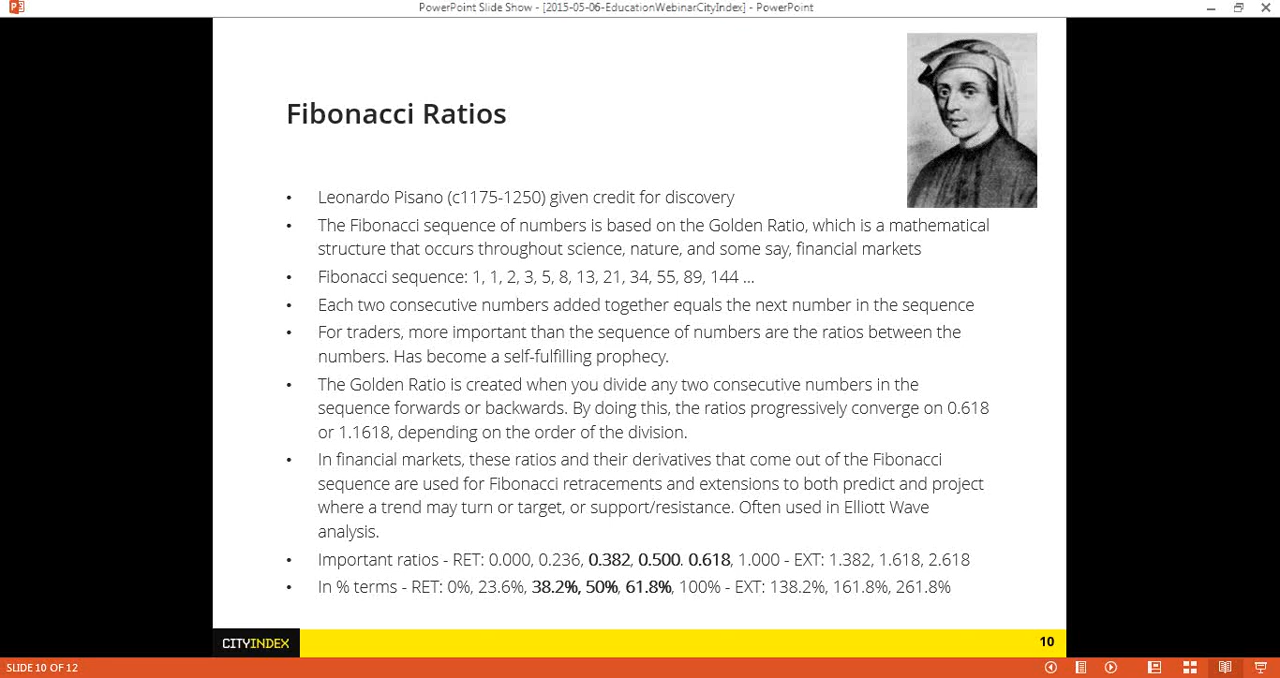 PowerPoint Slide Show - [2015-05-06-EducationWebinarCityIndex] - PowerPoint
Fibonacci Ratios
• Leonardo Pisano (c1175-1250) given credit for discovery
• The Fibonacci sequence of numbers is based on the Golden Ratio, which is a mathematical
structure that occurs throughout science, nature, and some say, financial markets
• Fibonacci sequence: 1, 1, 2, 3, 5, 8, 13, 21, 34, 55, 89, 144 ...
• Each two consecutive numbers added together equals the next number in the sequence
• For traders, more important than the sequence of numbers are the ratios between the
numbers. Has become a self-fulfilling prophecy.
• The Golden Ratio is created when you divide any two consecutive numbers in the
sequence forwards or backwards. By doing this, the ratios progressively converge on 0.618
or 1.1618, depending on the order of the division.
• In financial markets, these ratios and their derivatives that come out of the Fibonacci
sequence are used for Fibonacci retracements and extensions to both predict and project
where a trend may turn or target, or support/resistance. Often used in Elliott Wave
analysis.
• Important ratios - RET: 0.000, 0.236, 0.382, 0.500. 0.618, 1.000 - EXT: 1.382, 1.618, 2.618
• In % terms - RET: 0%, 23.6%, 38.2%, 50%, 61.8%, 100% - EXT: 138.2%, 161.8%, 261.8%
CITYINDEX
10
SLIDE 10 OF 12